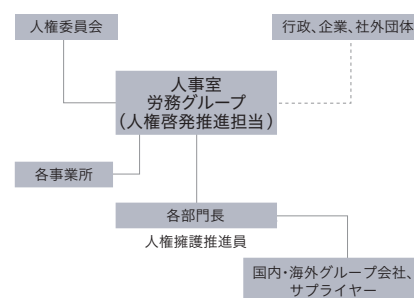 人権委員会
行政、企業、社外団体
人事室
労務グループ
（人権啓発推進担当）
各事業所
各部門長
人権擁護推進員
国内・海外グループ会社、
サプライヤー